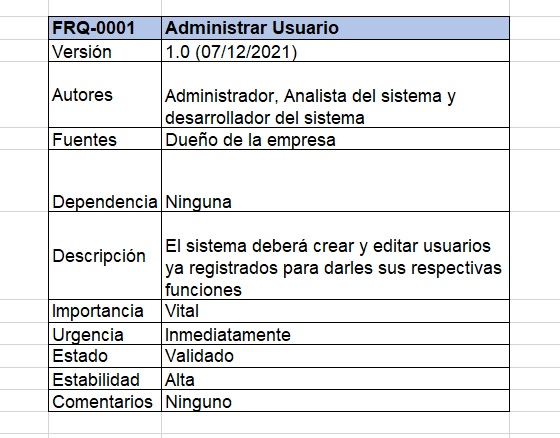 FRQ-0001 Administrar Usuario
Versión 1.0 (07/12/2021)
Autores Administrador, Analista del sistema y
desarrollador del sistema
Fuentes Dueño de la empresa
Dependencia Ninguna
Descripción El sistema deberá crear y editar usuarios
ya registrados para darles sus respectivas
funciones
Importancia Vital
Urgencia Inmediatamente
Estado Validado
Estabilidad Alta
Comentarios Ninguno